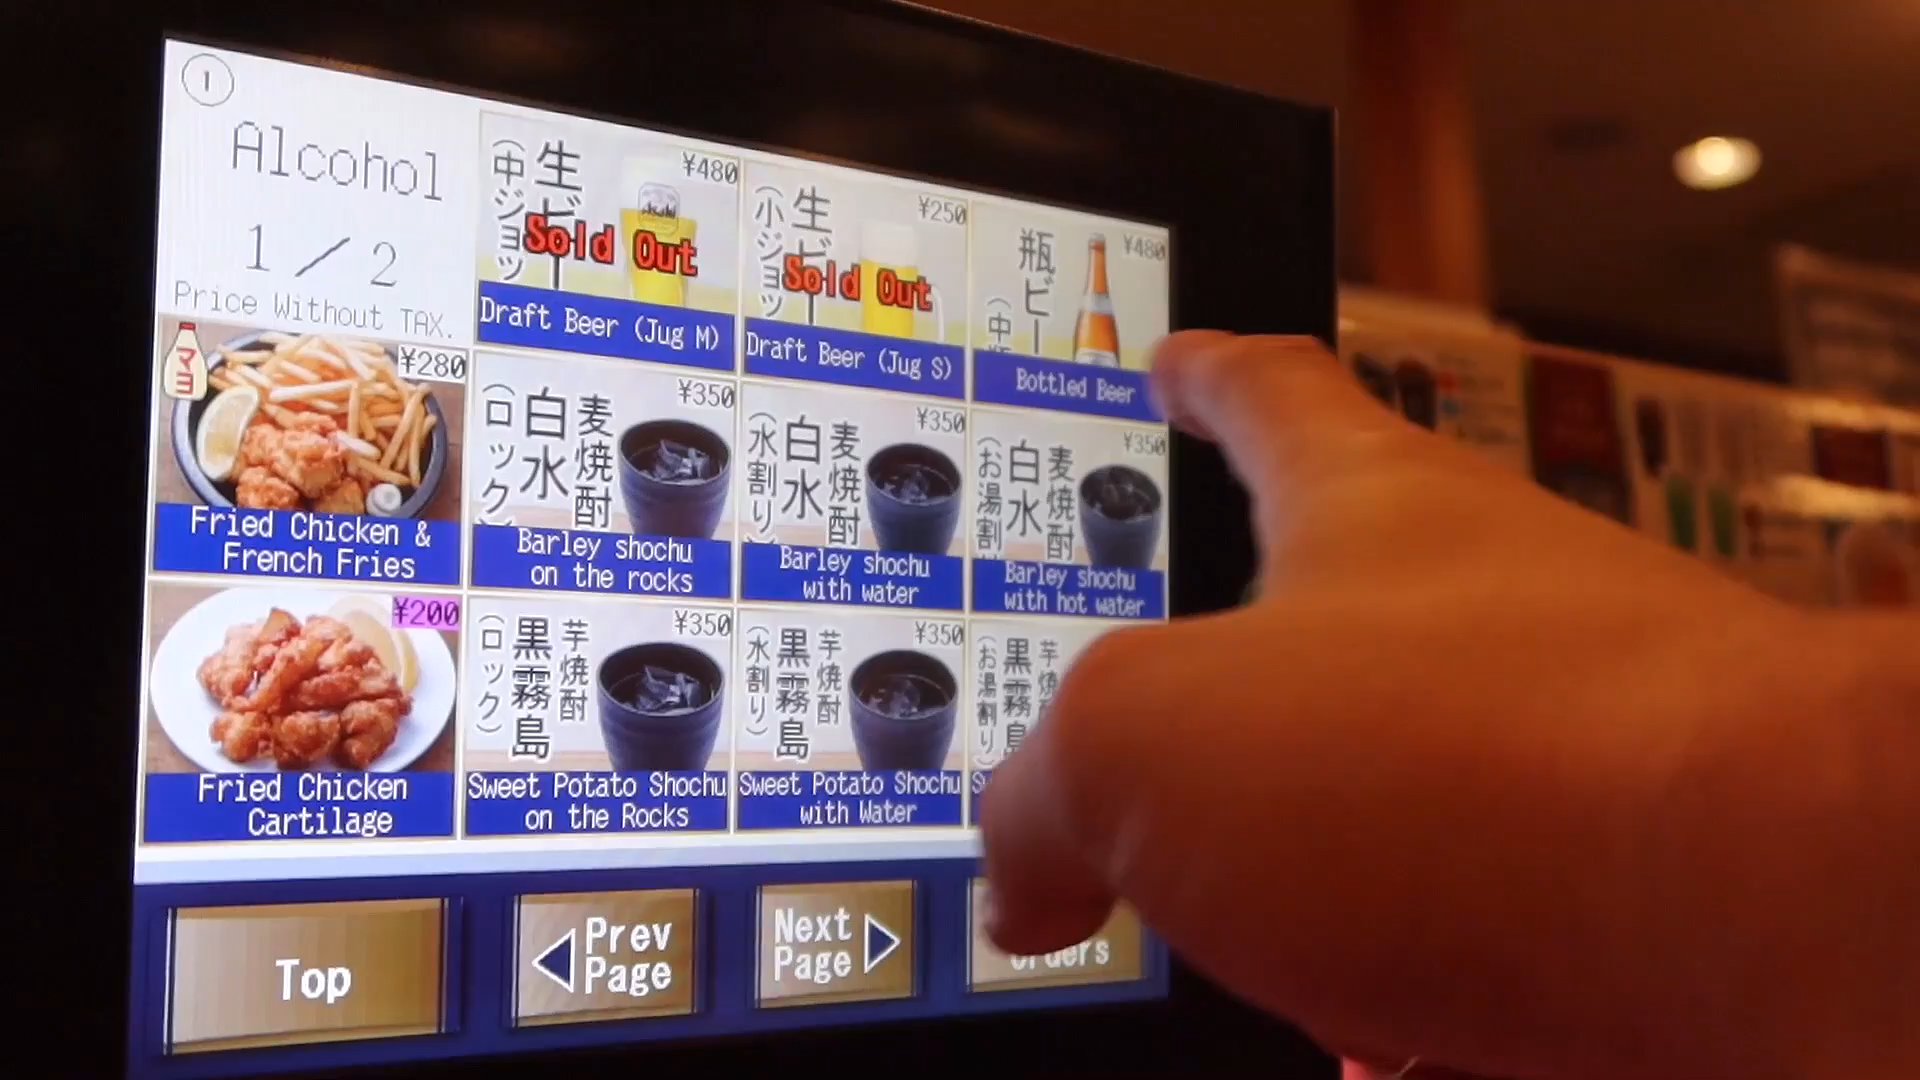 1
Alcohol
1/2
Price Without TAX.
¥480
生ビー
(中ジョッ
Asahi
Sold Out
Draft Beer (Jug M)
¥250
生ビ
(小ジョッ
Sold Out
Draft Beer (Jug S)
¥480
瓶ビー
(中
Bottled Beer
マヨ
¥280
Fried Chicken &
French Fries
¥350
麦焼酎
白水
(ロック)
Barley shochu
on the rocks
¥350
麦焼酎
白水
(水割り)
Barley shochu
with water
¥350
麦焼酎
白水
(お湯割
Barley shochu
with hot water
¥200
Fried Chicken
Cartilage
¥350
芋焼酎
黒霧島
(ロック)
Sweet Potato Shochu
on the Rocks
¥350
芋焼酎
黒霧島
(水割り)
Sweet Potato Shochu
with Water
芋焼
黒霧島
(お湯割り)
Top
Prev
Page
Next
Page
Orders